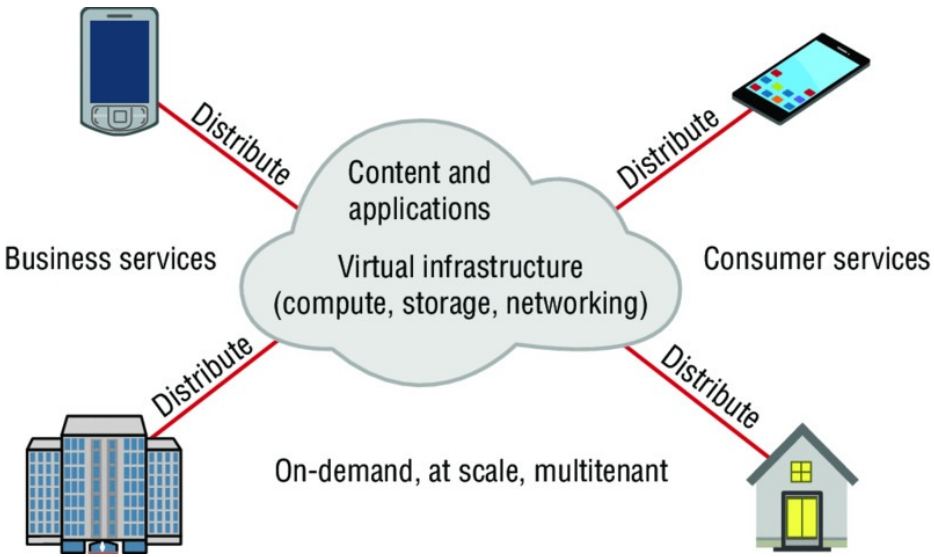 Distribute
Distribute
Content and
applications
Business services
Virtual infrastructure
(compute, storage, networking)
Consumer services
Distribute
Distribute
On-demand, at scale, multitenant